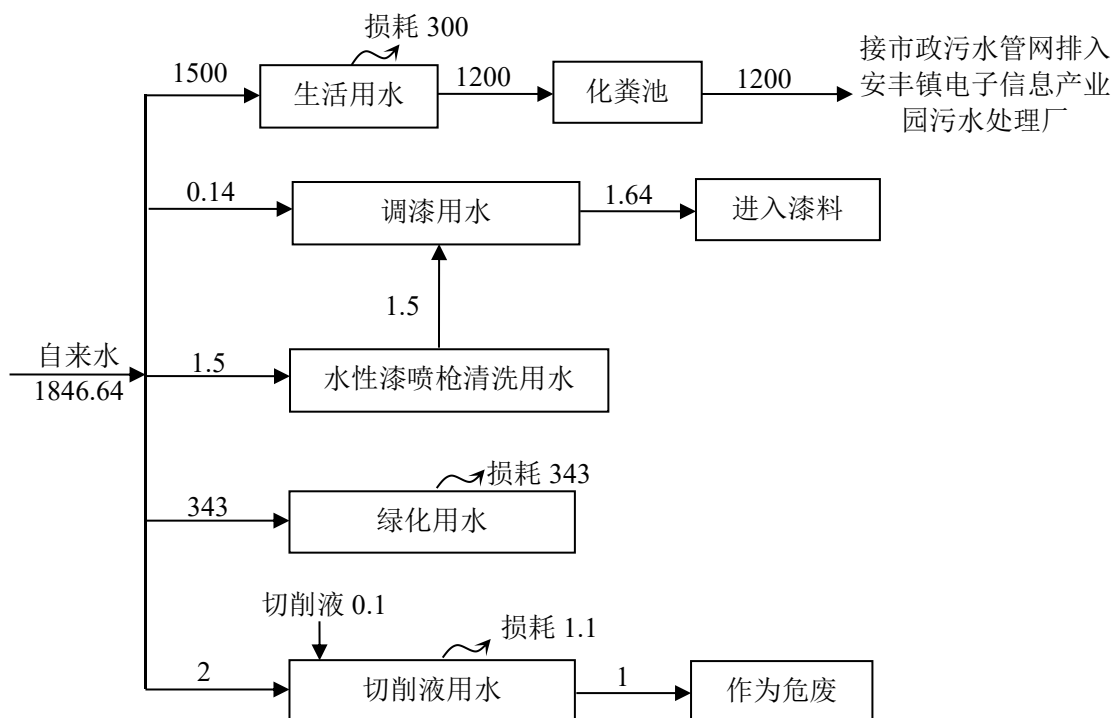 损耗 300
1500
生活用水
1200
化粪池
1200
接市政污水管网排入
安丰镇电子信息产业
园污水处理厂
0.14
调漆用水
1.64
进入漆料
1.5
自来水
1846.64
1.5
水性漆喷枪清洗用水
损耗 343
343
绿化用水
切削液 0.1
损耗 1.1
2
切削液用水
1
作为危废